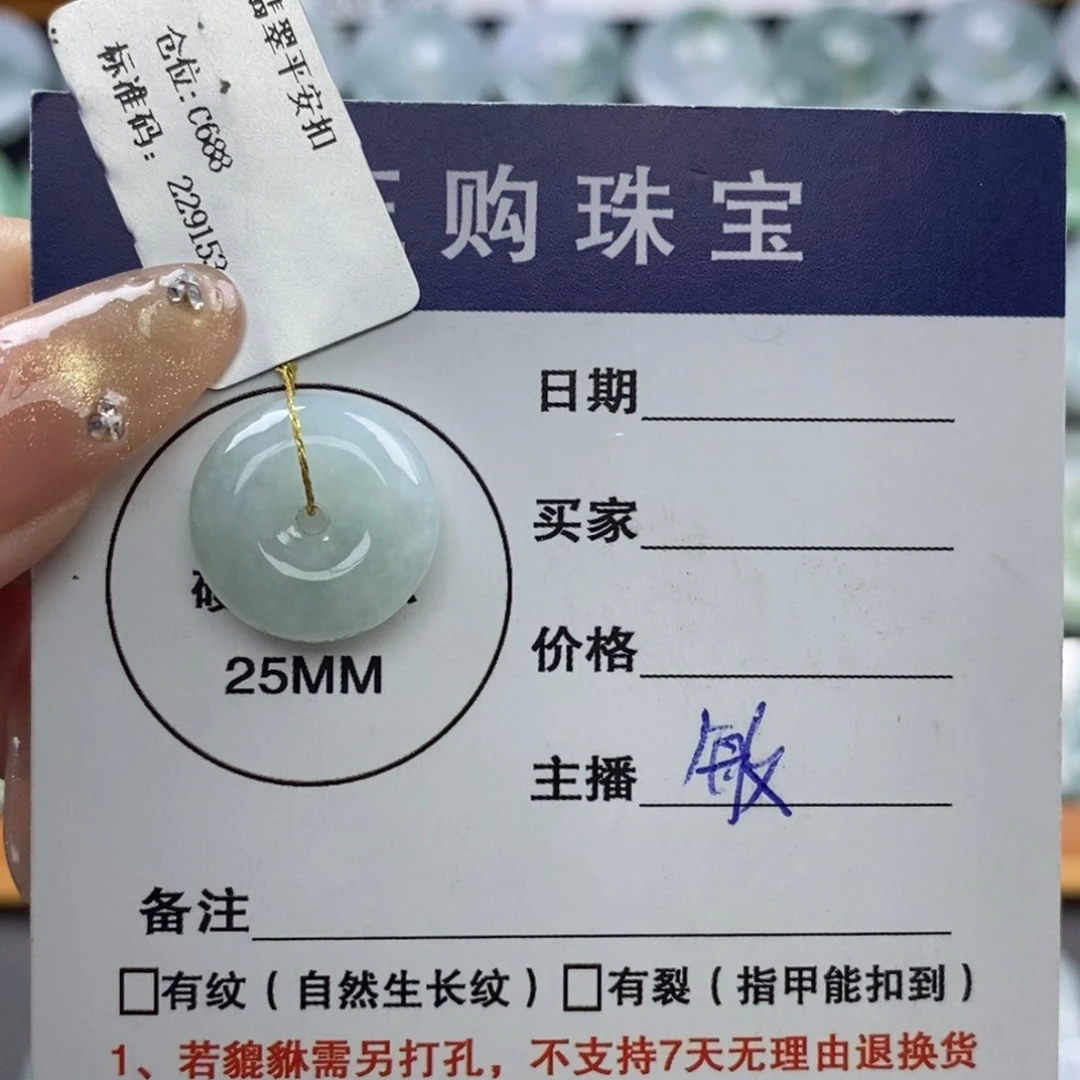 翡翠平安扣
仓位:C688
标准码: 229153
购珠宝
日期
买家
25MM
价格
主播 敏
备注
□有纹(自然生长纹) □有裂(指甲能扣到)
1、若貔貅需另打孔，不支持7天无理由退换货